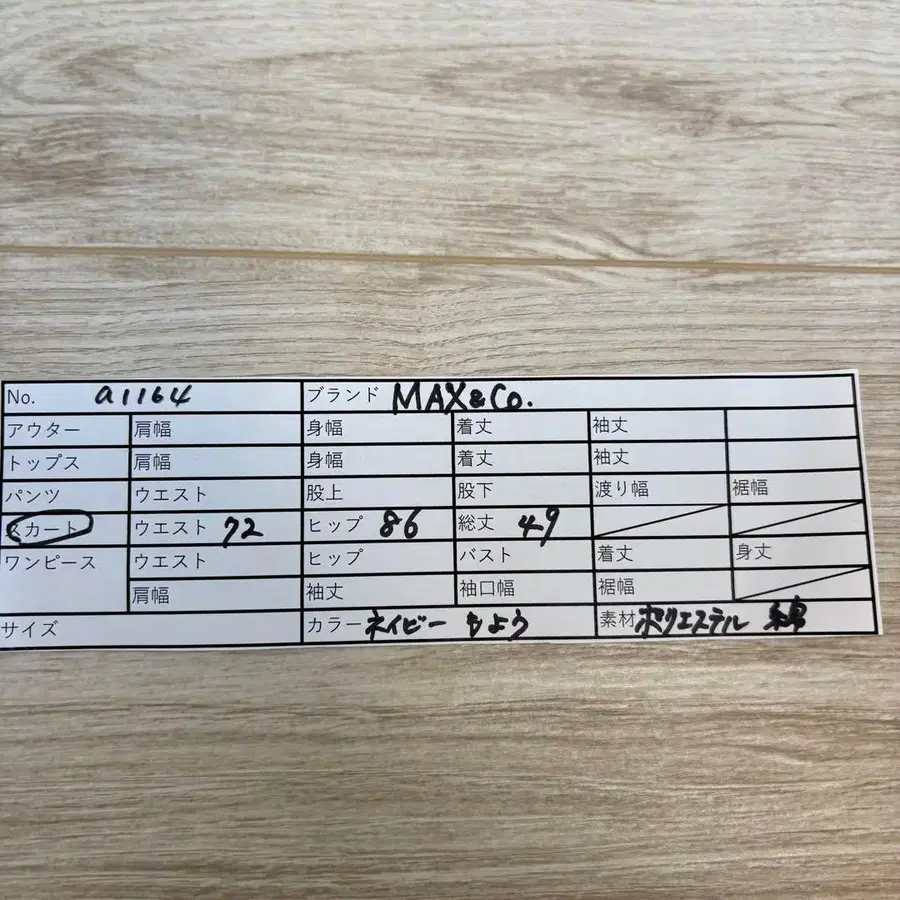 No. a1164 ブランド MAX&Co.
アウター 肩幅 身幅 着丈 袖丈
トップス 肩幅 身幅 着丈 袖丈
パンツ ウエスト 股上 股下 渡り幅 裾幅
スカート ウエスト 72 ヒップ 86 総丈 49
ワンピース ウエスト ヒップ バスト 着丈 身丈
肩幅 袖丈 袖口幅 裾幅
サイズ カラー ネイビー もよう 素材 ポリエステル 綿